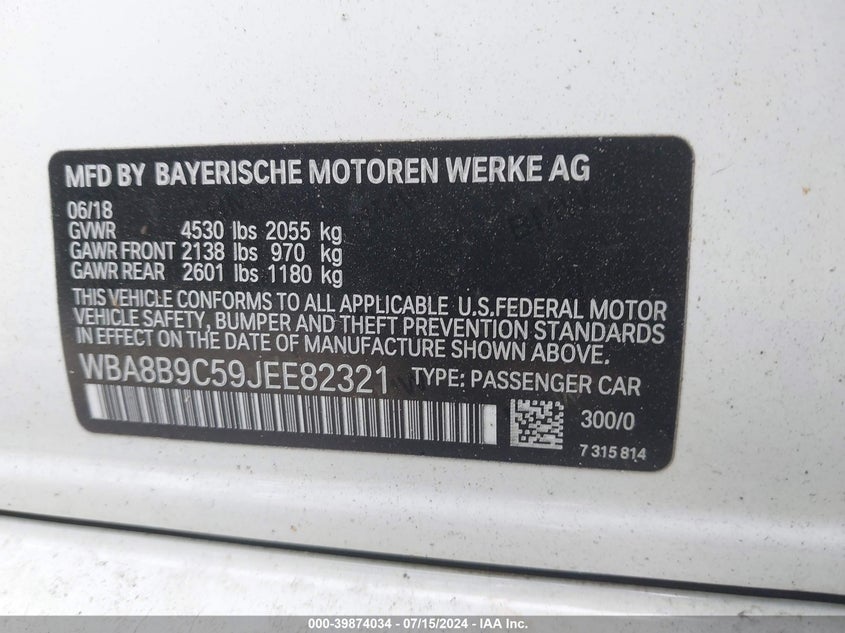 MFD BY BAYERISCHE MOTOREN WERKE AG
06/18
GVWR 4530 lbs 2055 kg
GAWR FRONT 2138 lbs 970 kg
GAWR REAR 2601 lbs 1180 kg
THIS VEHICLE CONFORMS TO ALL APPLICABLE U.S.FEDERAL MOTOR
VEHICLE SAFETY, BUMPER AND THEFT PREVENTION STANDARDS
IN EFFECT ON THE DATE OF MANUFACTURE SHOWN ABOVE.
WBA8B9C59JEE82321 TYPE: PASSENGER CAR
300/0
7 315 814
000-39874034 - 07/15/2024 - IAA Inc.